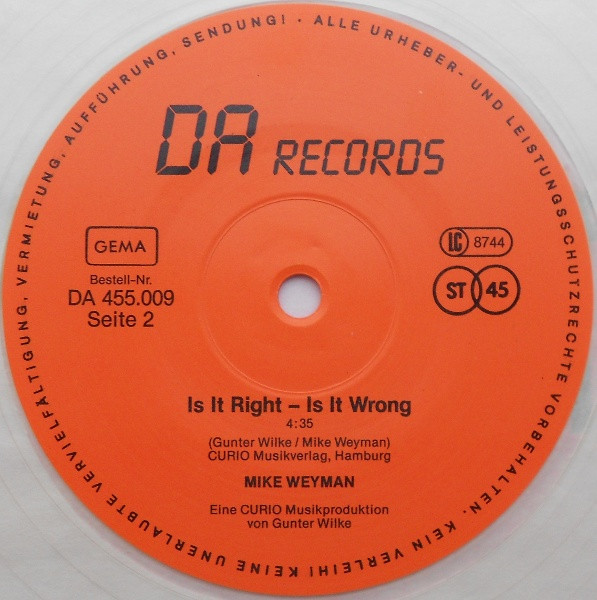 · ALLE URHEBER- UND LEISTUNGSSCHUTZRECHTE VORBEHALTEN · KEIN VERLEIH! KEINE UNERLAUBTE VERVIELFÄLTIGUNG, VERMIETUNG, AUFFÜHRUNG, SENDUNG!
DA RECORDS
GEMA
LC 8744
Bestell-Nr.
DA 455.009
Seite 2
ST 45
Is It Right – Is It Wrong
4:35
(Gunter Wilke / Mike Weyman)
CURIO Musikverlag, Hamburg
MIKE WEYMAN
Eine CURIO Musikproduktion
von Gunter Wilke